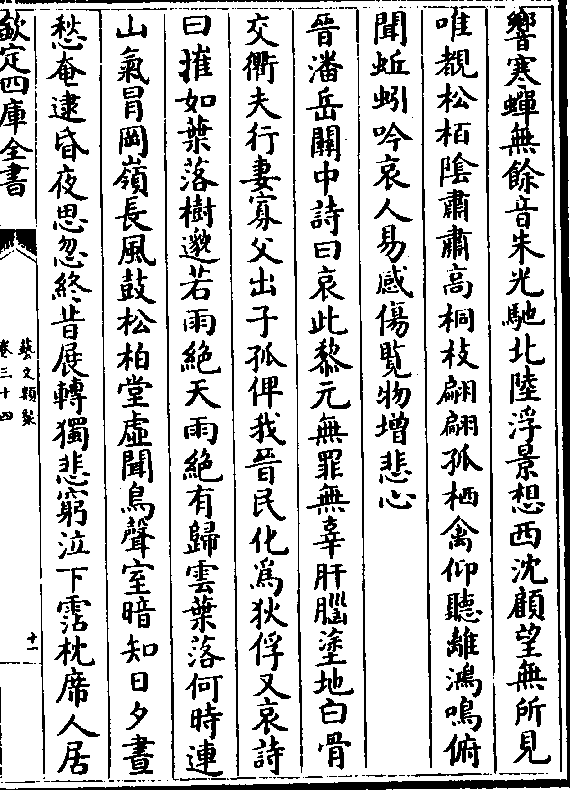 響寒蟬無餘音朱光馳北陸浮景忽西沈顧望無所見
唯覩松栢隂肅肅高桐枝翩翩孤栖禽仰聽離鴻鳴俯
聞蚯蚓吟哀人易感傷覧物增悲心
晉潘岳關中詩曰哀此黎元無罪無辜肝腦塗地白骨
交衢夫行妻寡父出子孤俾我晉民化爲狄俘又哀詩
曰摧如葉落樹邈若雨絶天雨絶有歸雲葉落何時連
山氣冐岡嶺長風鼓松柏堂虛聞鳥聲室暗知日夕晝
愁奄逮昏夜思忽終昔展轉獨悲窮泣下霑枕席人居
欽定四庫全書
藝文類聚
卷三十四
十一